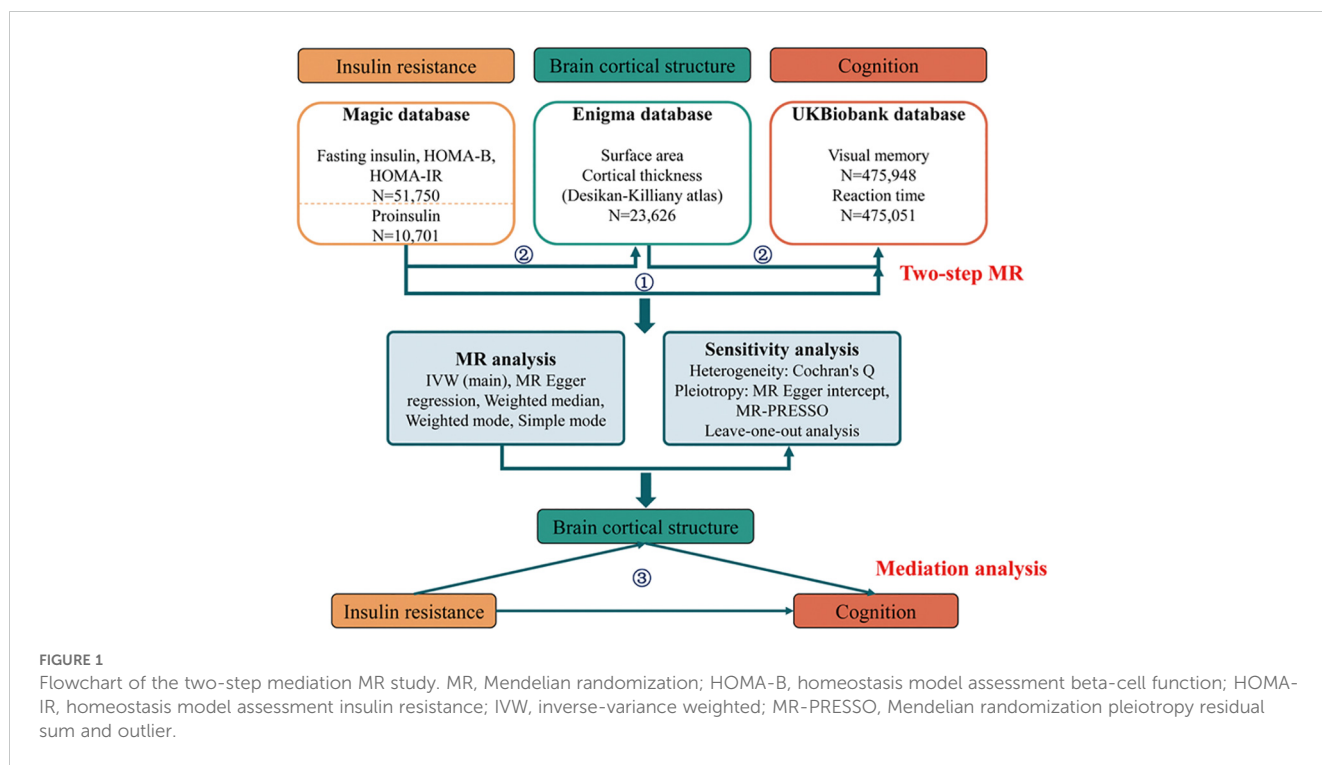 Insulin resistance
Brain cortical structure
Cognition
Magic database
Fasting insulin, HOMA-B,
HOMA-IR
N=51,750
Proinsulin
N=10,701
Enigma database
Surface area
Cortical thickness
(Desikan-Killiany atlas)
N=23,626
UKBiobank database
Visual memory
N=475,948
Reaction time
N=475,051
②
②
①
Two-step MR
MR analysis
IVW (main), MR Egger
regression, Weighted median,
Weighted mode, Simple mode
Sensitivity analysis
Heterogeneity: Cochran's Q
Pleiotropy: MR Egger intercept,
MR-PRESSO
Leave-one-out analysis
Brain cortical structure
③
Mediation analysis
Insulin resistance
Cognition
FIGURE 1
Flowchart of the two-step mediation MR study. MR, Mendelian randomization; HOMA-B, homeostasis model assessment beta-cell function; HOMA-
IR, homeostasis model assessment insulin resistance; IVW, inverse-variance weighted; MR-PRESSO, Mendelian randomization pleiotropy residual
sum and outlier.